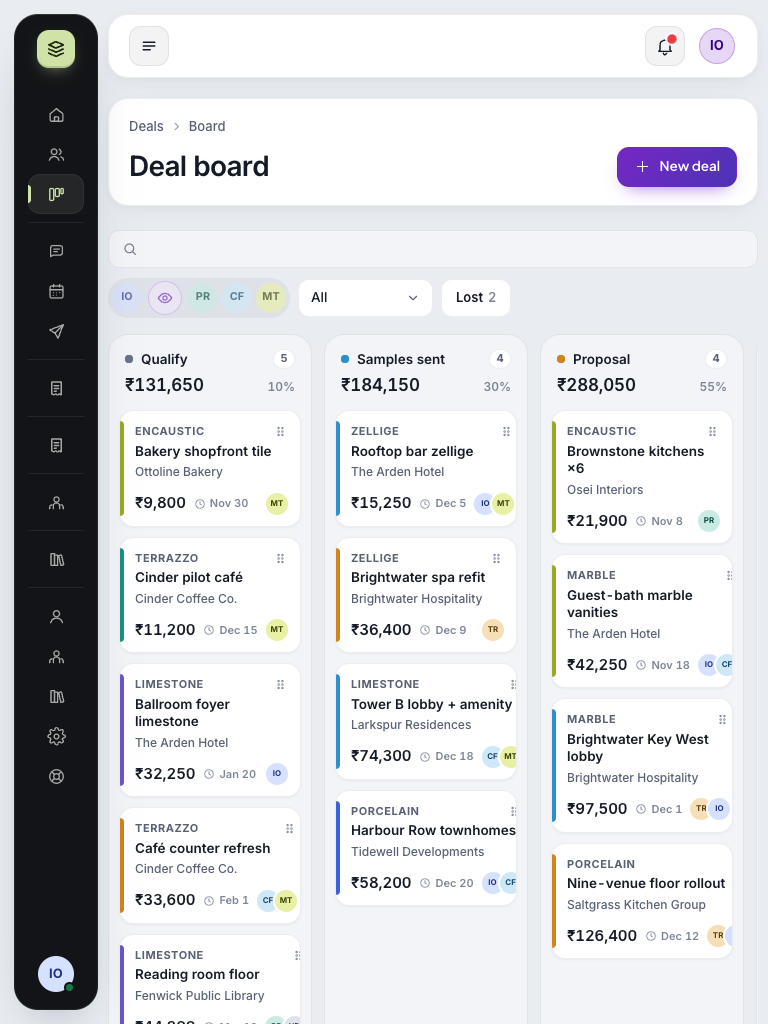 IO
Deals > Board
Deal board
+ New deal
IO PR CF MT
All
Lost 2
Qualify 5
₹131,650 10%
ENCAUSTIC
Bakery shopfront tile
Ottoline Bakery
₹9,800 Nov 30 MT
TERRAZZO
Cinder pilot café
Cinder Coffee Co.
₹11,200 Dec 15 MT
LIMESTONE
Ballroom foyer
limestone
The Arden Hotel
₹32,250 Jan 20 IO
TERRAZZO
Café counter refresh
Cinder Coffee Co.
₹33,600 Feb 1 CF MT
LIMESTONE
Reading room floor
Fenwick Public Library
Samples sent 4
₹184,150 30%
ZELLIGE
Rooftop bar zellige
The Arden Hotel
₹15,250 Dec 5 IO MT
ZELLIGE
Brightwater spa refit
Brightwater Hospitality
₹36,400 Dec 9 TR
LIMESTONE
Tower B lobby + amenity
Larkspur Residences
₹74,300 Dec 18 CF MT
PORCELAIN
Harbour Row townhomes
Tidewell Developments
₹58,200 Dec 20 IO CF
Proposal 4
₹288,050 55%
ENCAUSTIC
Brownstone kitchens
×6
Osei Interiors
₹21,900 Nov 8 PR
MARBLE
Guest-bath marble
vanities
The Arden Hotel
₹42,250 Nov 18 IO CF
MARBLE
Brightwater Key West
lobby
Brightwater Hospitality
₹97,500 Dec 1 TR IO
PORCELAIN
Nine-venue floor rollout
Saltgrass Kitchen Group
₹126,400 Dec 12 TR
IO